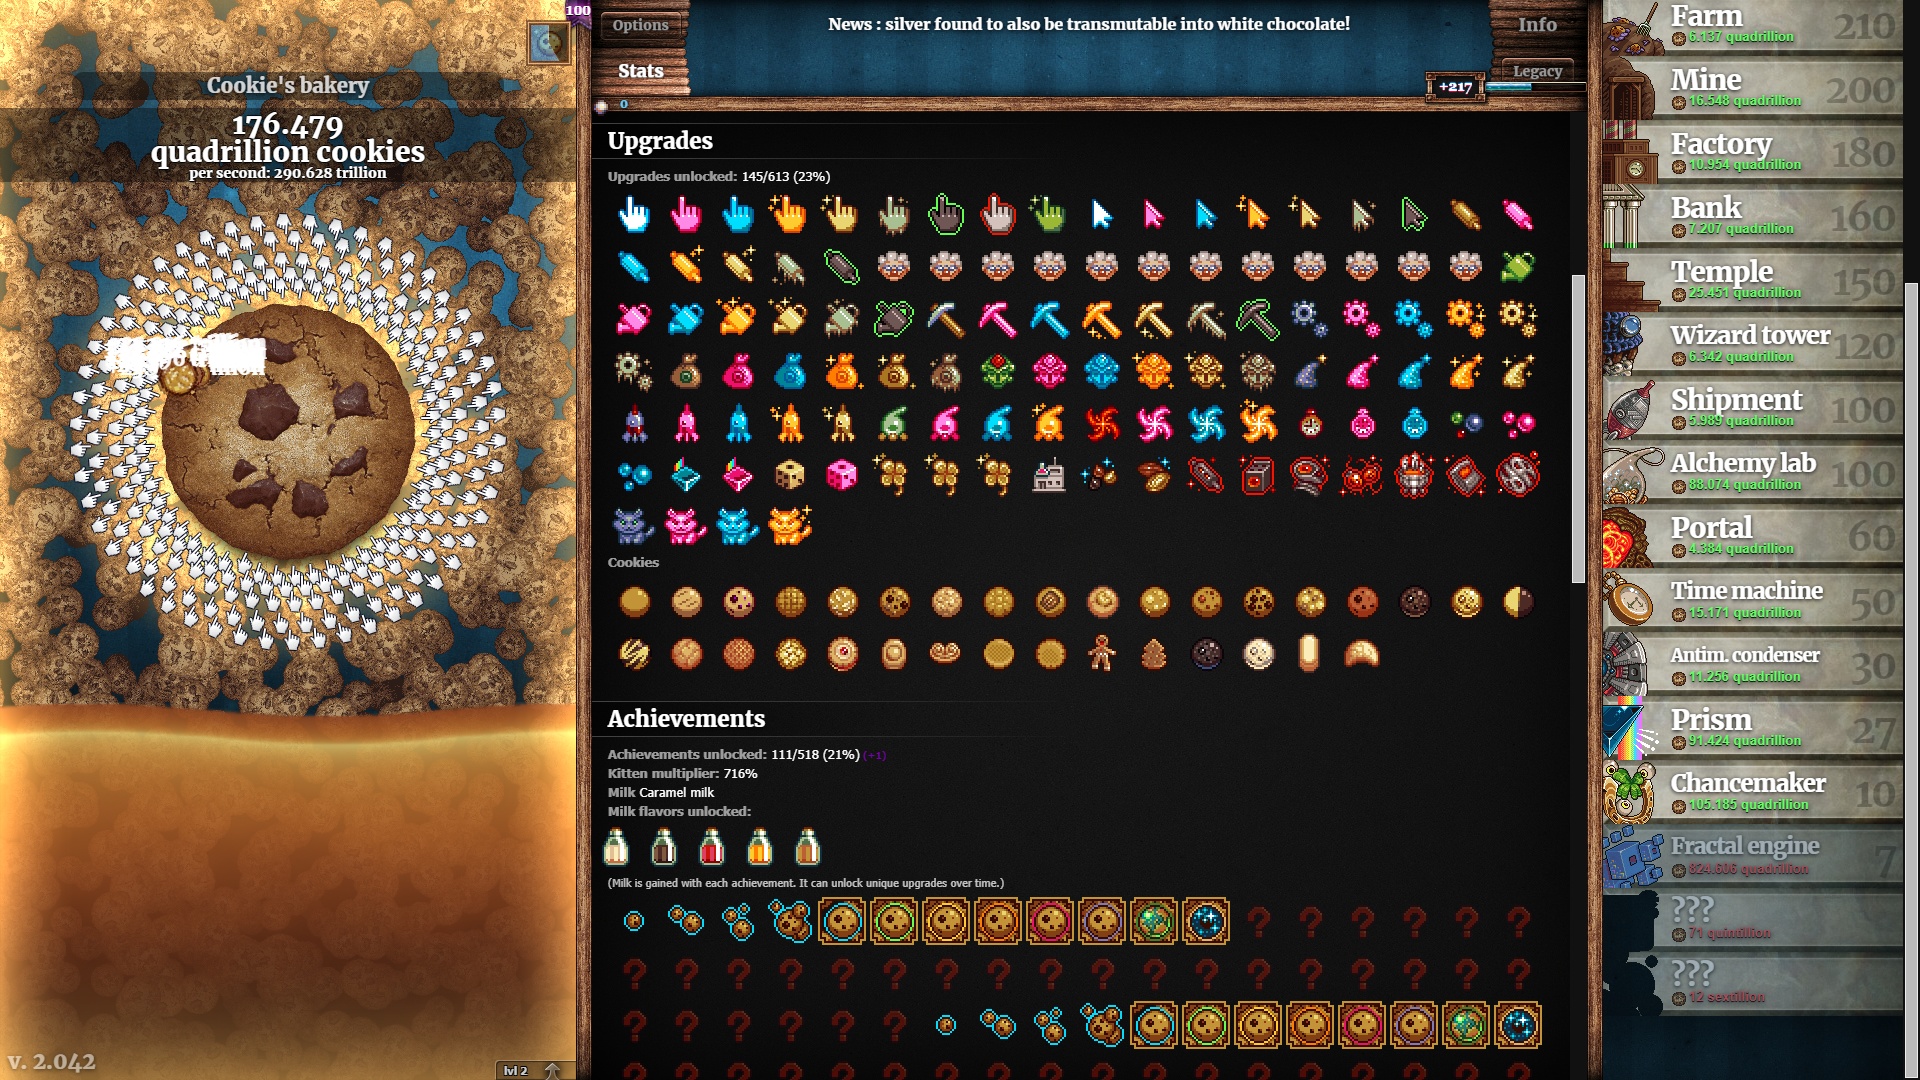 100
Options
News : silver found to also be transmutable into white chocolate!
Info
Stats
Legacy
+217
0
Cookie's bakery
176.479
quadrillion cookies
per second: 290.628 trillion
Upgrades
Upgrades unlocked: 145/613 (23%)
Cookies
Achievements
Achievements unlocked: 111/518 (21%) (+1)
Kitten multiplier: 716%
Milk Caramel milk
Milk flavors unlocked:
(Milk is gained with each achievement. It can unlock unique upgrades over time.)
Farm
6.137 quadrillion
210
Mine
16.548 quadrillion
200
Factory
10.954 quadrillion
180
Bank
7.207 quadrillion
160
Temple
25.451 quadrillion
150
Wizard tower
6.342 quadrillion
120
Shipment
5.989 quadrillion
100
Alchemy lab
88.074 quadrillion
100
Portal
4.384 quadrillion
60
Time machine
15.171 quadrillion
50
Antim. condenser
11.256 quadrillion
30
Prism
91.424 quadrillion
27
Chancemaker
105.185 quadrillion
10
Fractal engine
824.606 quadrillion
7
???
71 quintillion
???
12 sextillion
v. 2.042
lvl 2